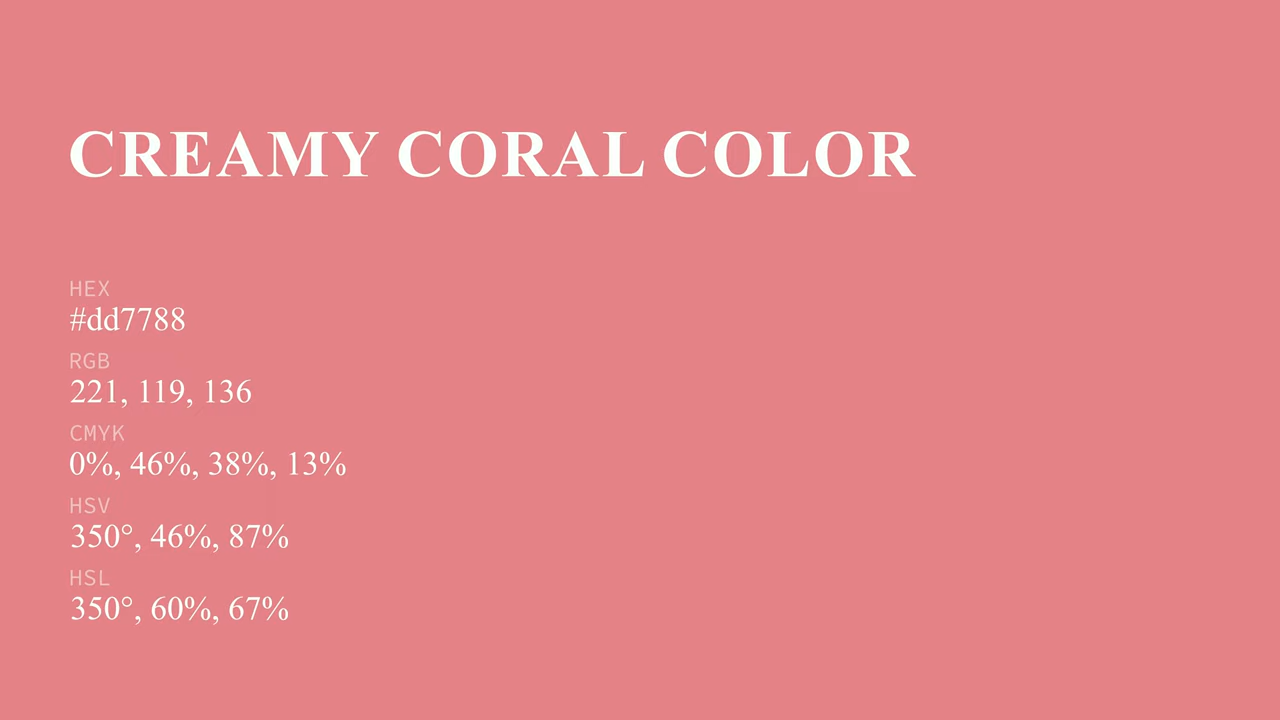 CREAMY CORAL COLOR
HEX
#dd7788
RGB
221, 119, 136
CMYK
0%, 46%, 38%, 13%
HSV
350°, 46%, 87%
HSL
350°, 60%, 67%